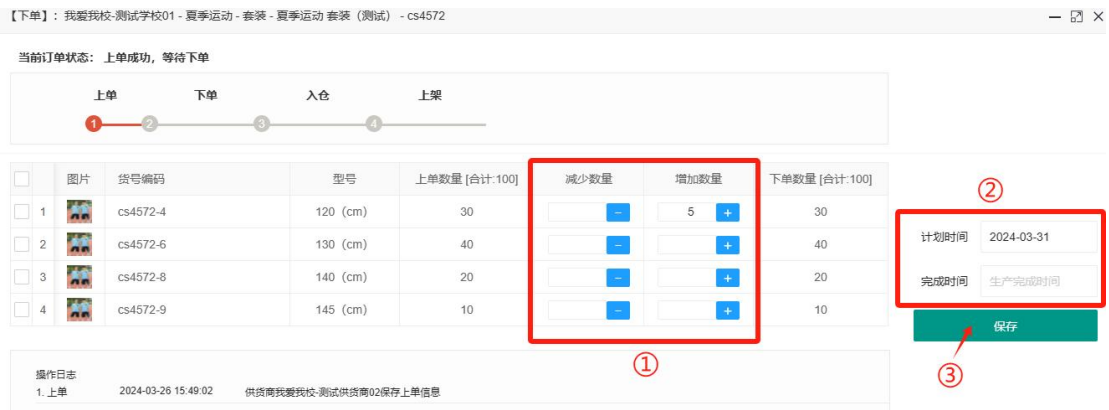 【下单】：我爱我校-测试学校01 - 夏季运动 - 套装 - 夏季运动 套装（测试） - cs4572
当前订单状态： 上单成功，等待下单
上单 下单 入仓 上架
1 2 3 4
图片 货号编码 型号 上单数量 [合计:100] 减少数量 增加数量 下单数量 [合计:100]
1 cs4572-4 120（cm） 30 － 5 + 30
2 cs4572-6 130（cm） 40 － + 40
3 cs4572-8 140（cm） 20 － + 20
4 cs4572-9 145（cm） 10 － + 10
①
②
计划时间 2024-03-31
完成时间 生产完成时间
保存
③
操作日志
1. 上单 2024-03-26 15:49:02 供货商我爱我校-测试供货商02保存上单信息